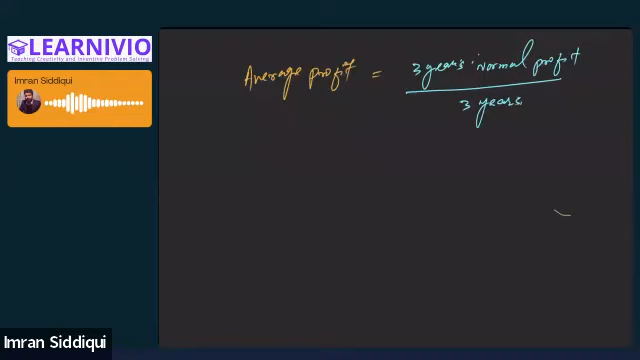 LEARNIVIO
Teaching Creativity and Inventive Problem Solving
Imran Siddiqui
Average profit = 3 years' normal profit
3 years
Imran Siddiqui